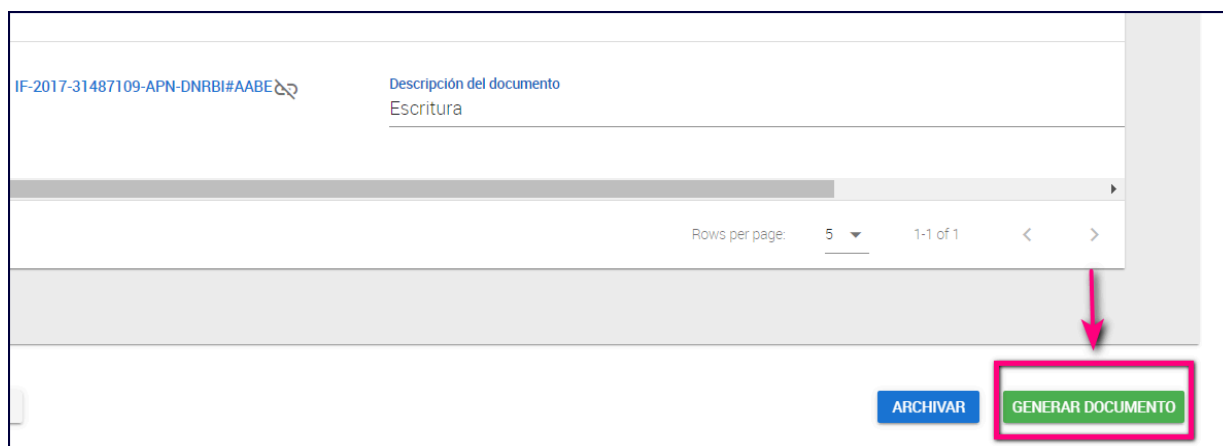 IF-2017-31487109-APN-DNRBI#AABE
Descripción del documento
Escritura
Rows per page: 5 1-1 of 1
ARCHIVAR GENERAR DOCUMENTO